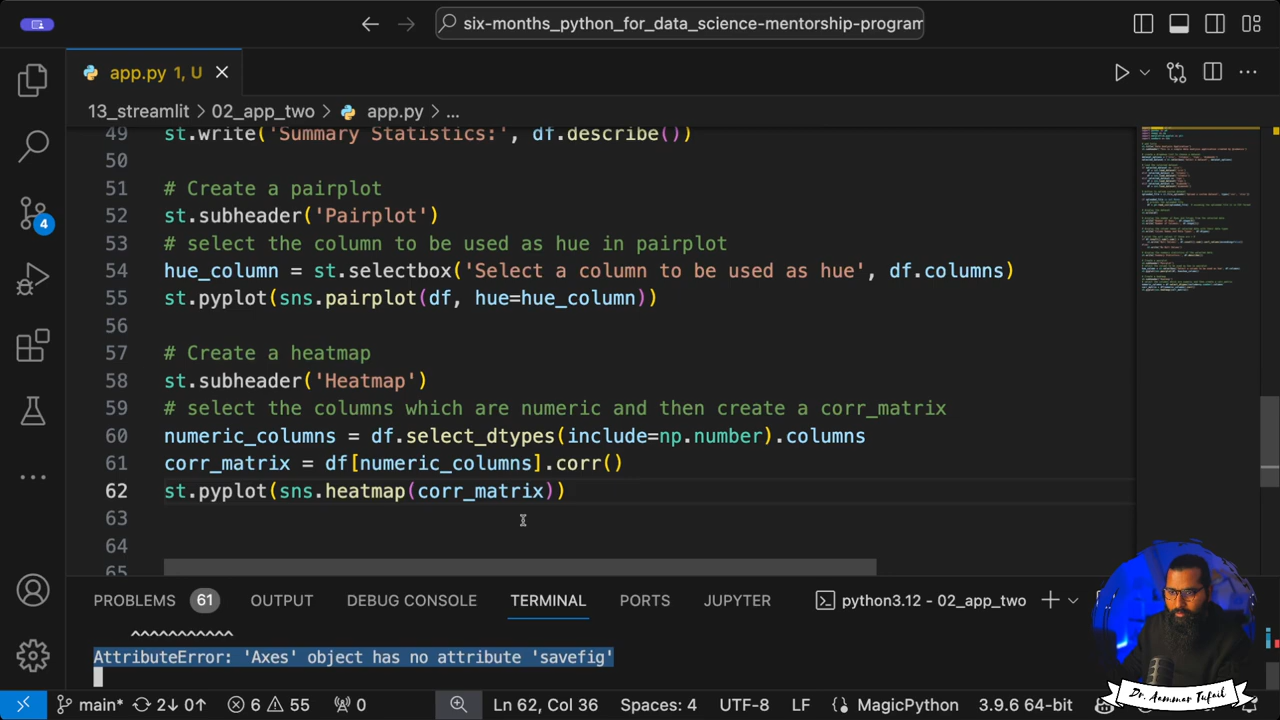 six-months_python_for_data_science-mentorship-program
app.py 1, U
13_streamlit > 02_app_two > app.py > ...
49 st.write('Summary Statistics:', df.describe())
50
51 # Create a pairplot
52 st.subheader('Pairplot')
53 # select the column to be used as hue in pairplot
54 hue_column = st.selectbox('Select a column to be used as hue', df.columns)
55 st.pyplot(sns.pairplot(df, hue=hue_column))
56
57 # Create a heatmap
58 st.subheader('Heatmap')
59 # select the columns which are numeric and then create a corr_matrix
60 numeric_columns = df.select_dtypes(include=np.number).columns
61 corr_matrix = df[numeric_columns].corr()
62 st.pyplot(sns.heatmap(corr_matrix))
63
64
65
4
PROBLEMS 61 OUTPUT DEBUG CONSOLE TERMINAL PORTS JUPYTER python3.12 - 02_app_two
^^^^^^^^^^^
AttributeError: 'Axes' object has no attribute 'savefig'
main* 2↓ 0↑ 6 55 0 Ln 62, Col 36 Spaces: 4 UTF-8 LF MagicPython 3.9.6 64-bit
Dr. Aammar Tufail